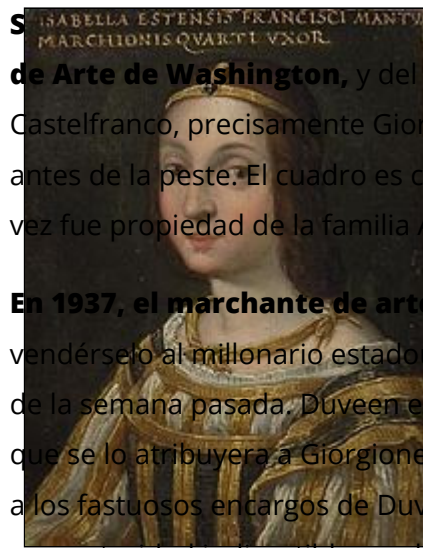 ISABELLA ESTENSIS FRANCISCI MANTV
MARCHIONIS QVARTI VXOR
S
de Arte de Washington, y del
Castelfranco, precisamente Gior
antes de la peste. El cuadro es c
vez fue propiedad de la familia A
En 1937, el marchante de arte
vendérselo al millonario estador
de la semana pasada. Duveen e
que se lo atribuyera a Giorgione
a los fastuosos encargos de Duv